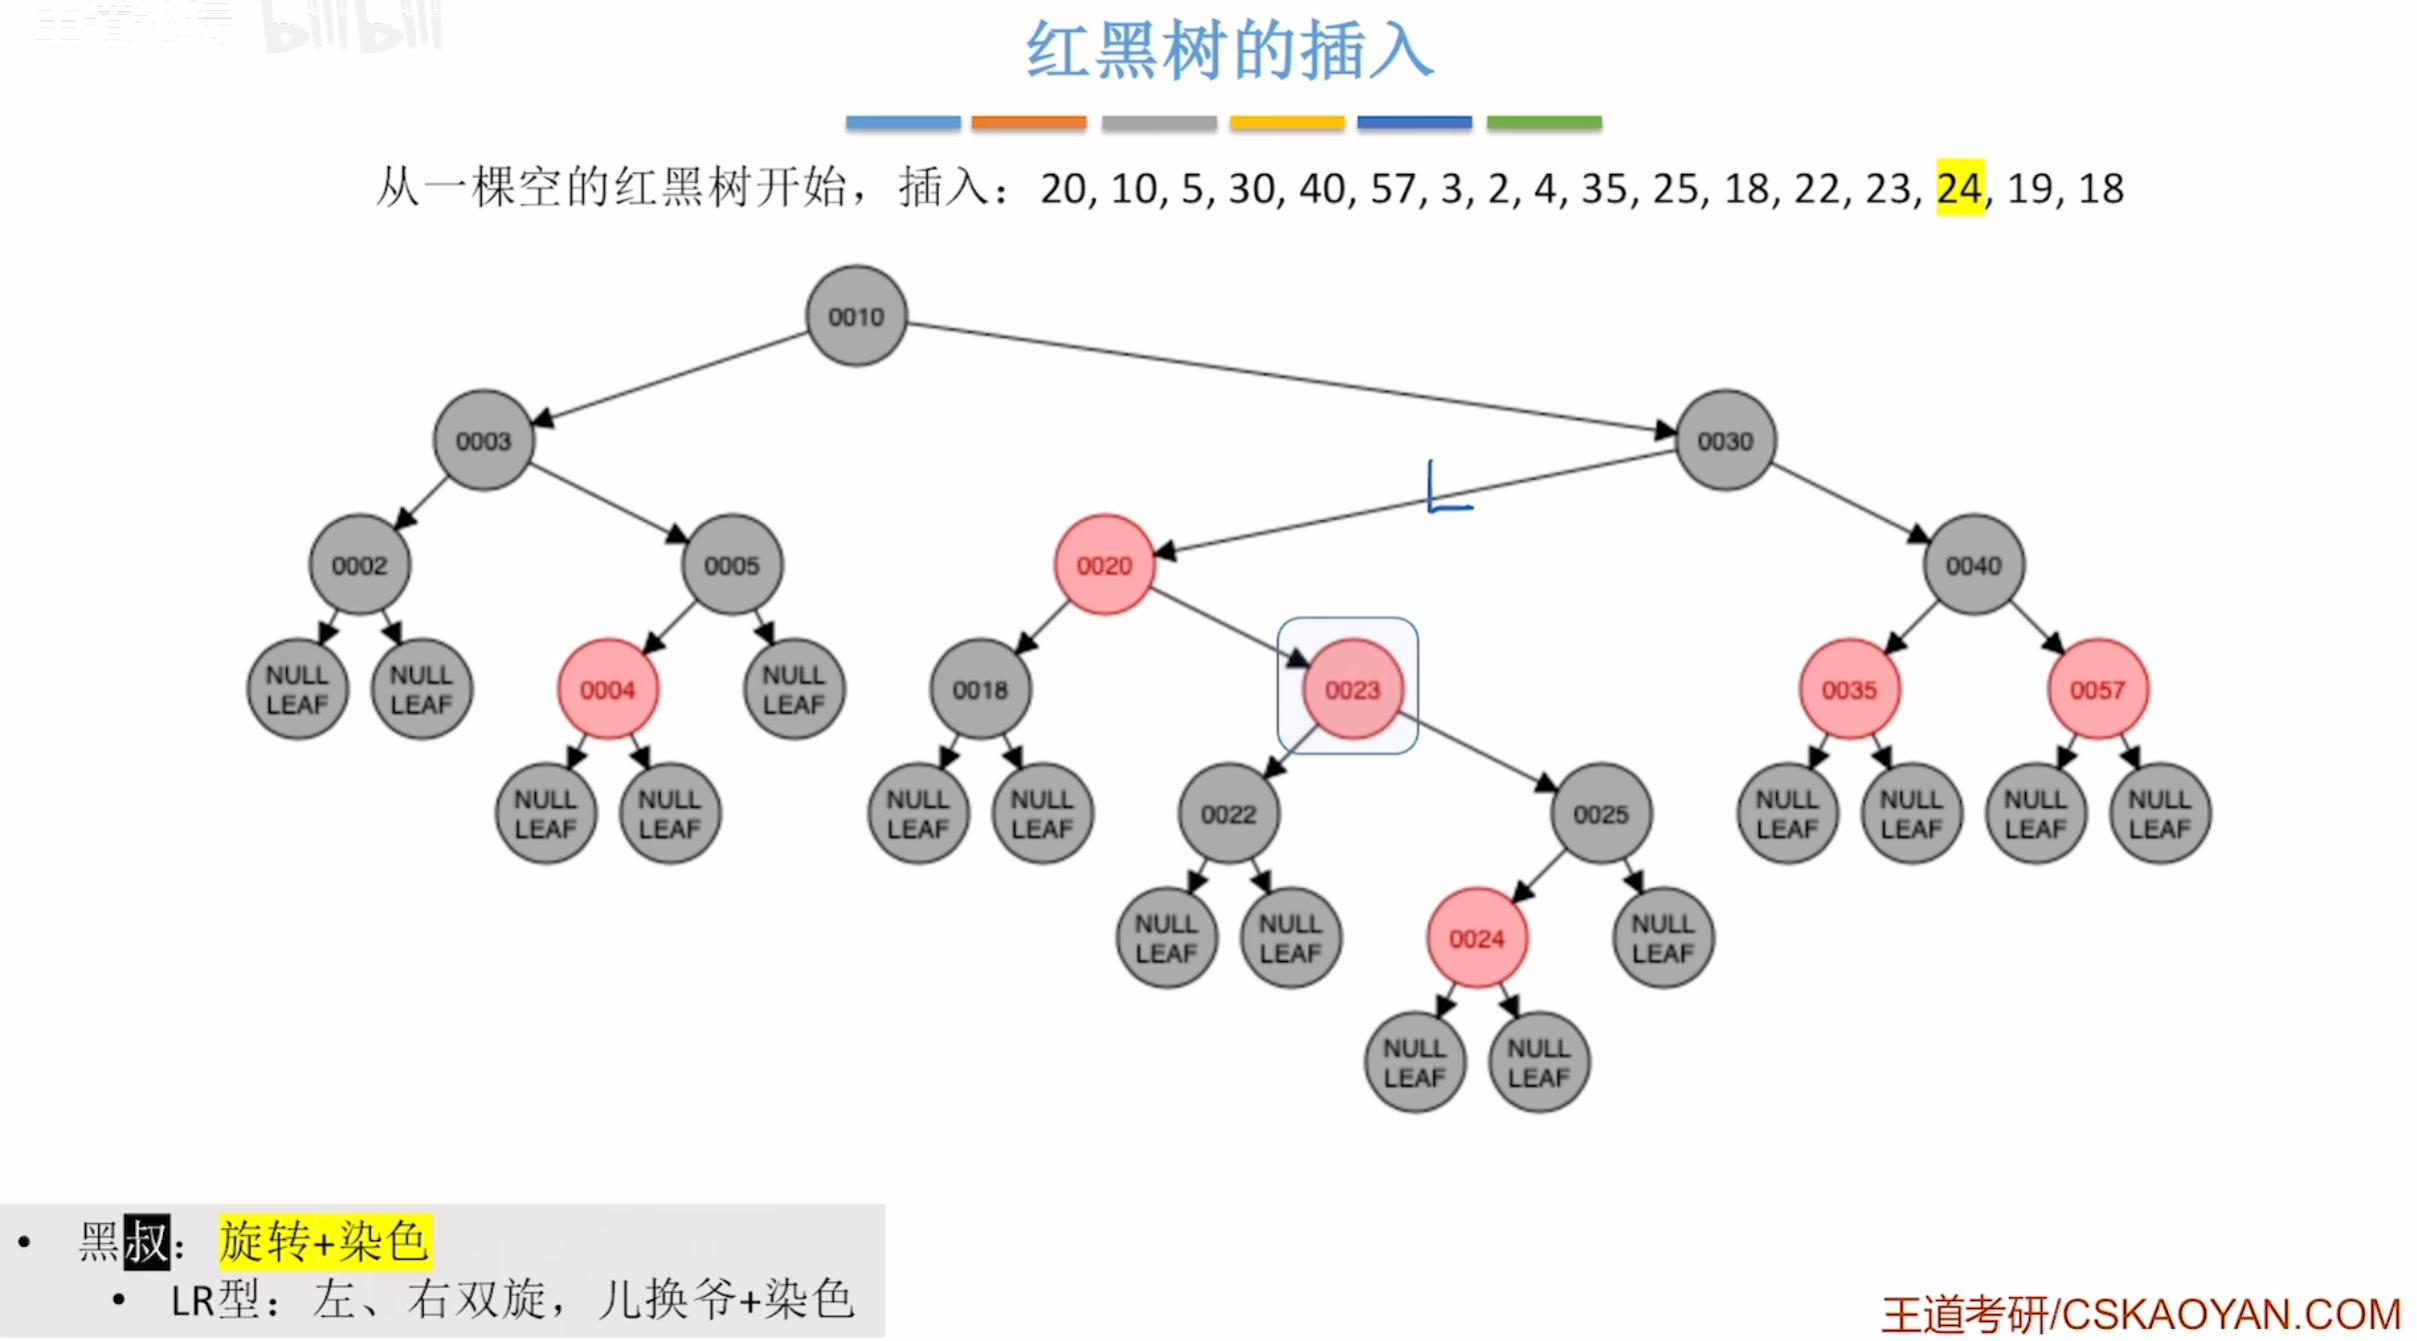 红黑树的插入
从一棵空的红黑树开始，插入：20, 10, 5, 30, 40, 57, 3, 2, 4, 35, 25, 18, 22, 23, 24, 19, 18
0010
0003
0030
L
0002
0005
0020
0040
NULL LEAF
NULL LEAF
0004
NULL LEAF
0018
0023
0035
0057
NULL LEAF
NULL LEAF
NULL LEAF
NULL LEAF
0022
0025
NULL LEAF
NULL LEAF
NULL LEAF
NULL LEAF
NULL LEAF
NULL LEAF
0024
NULL LEAF
NULL LEAF
NULL LEAF
• 黑叔：旋转+染色
• LR型：左、右双旋，儿换爷+染色
王道考研/CSKAOYAN.COM